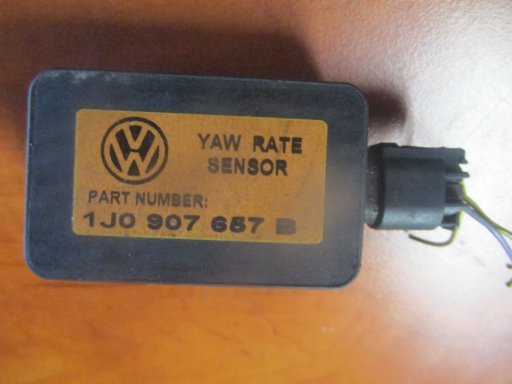 YAW RATE
SENSOR
PART NUMBER:
1J0 907 657 B